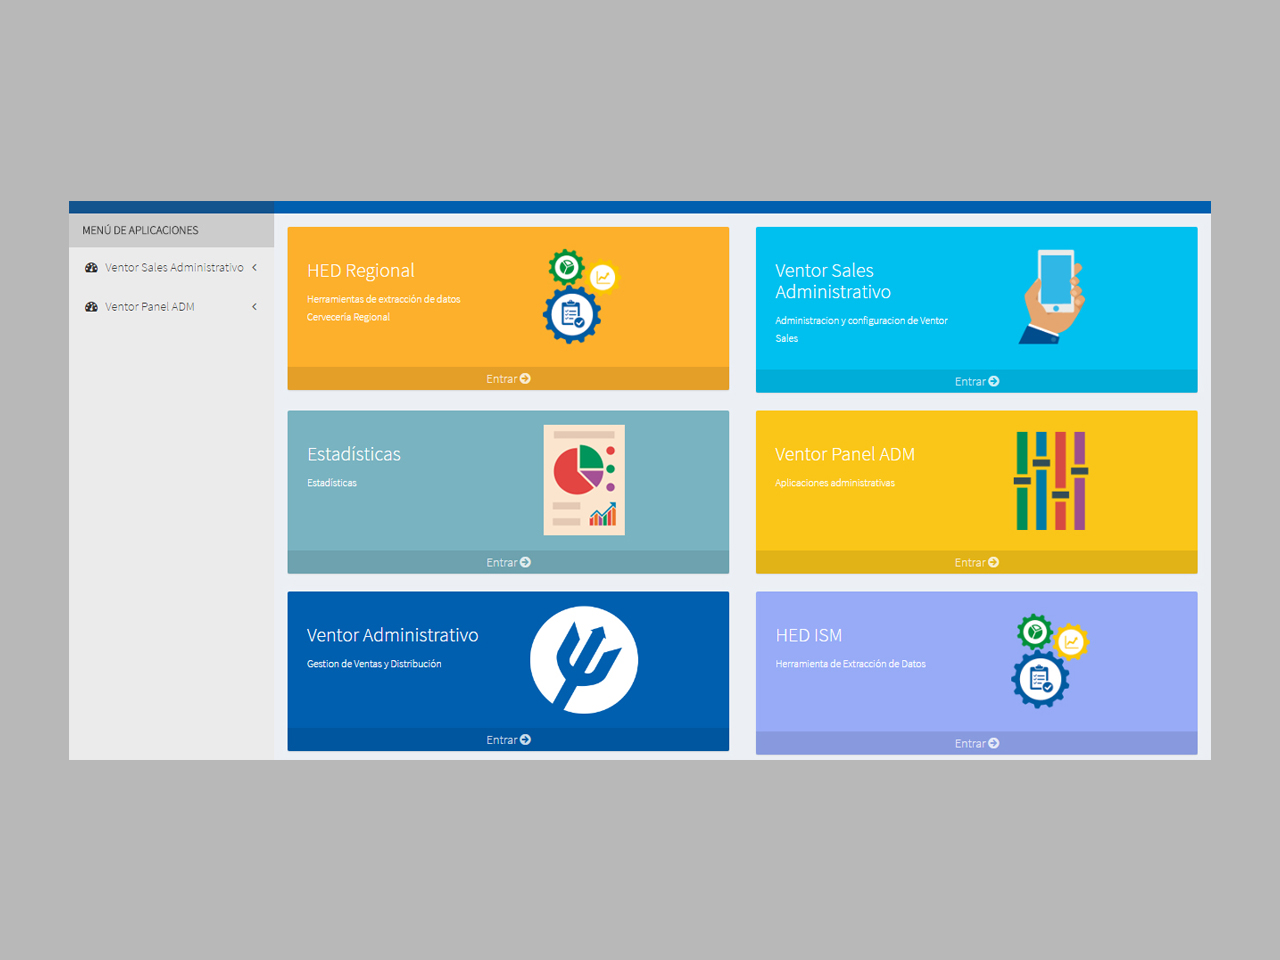 MENÚ DE APLICACIONES
Ventor Sales Administrativo
Ventor Panel ADM
HED Regional
Herramientas de extracción de datos
Cervecería Regional
Entrar
Ventor Sales
Administrativo
Administracion y configuracion de Ventor
Sales
Entrar
Estadísticas
Estadísticas
Entrar
Ventor Panel ADM
Aplicaciones administrativas
Entrar
Ventor Administrativo
Gestion de Ventas y Distribución
Entrar
HED ISM
Herramienta de Extracción de Datos
Entrar